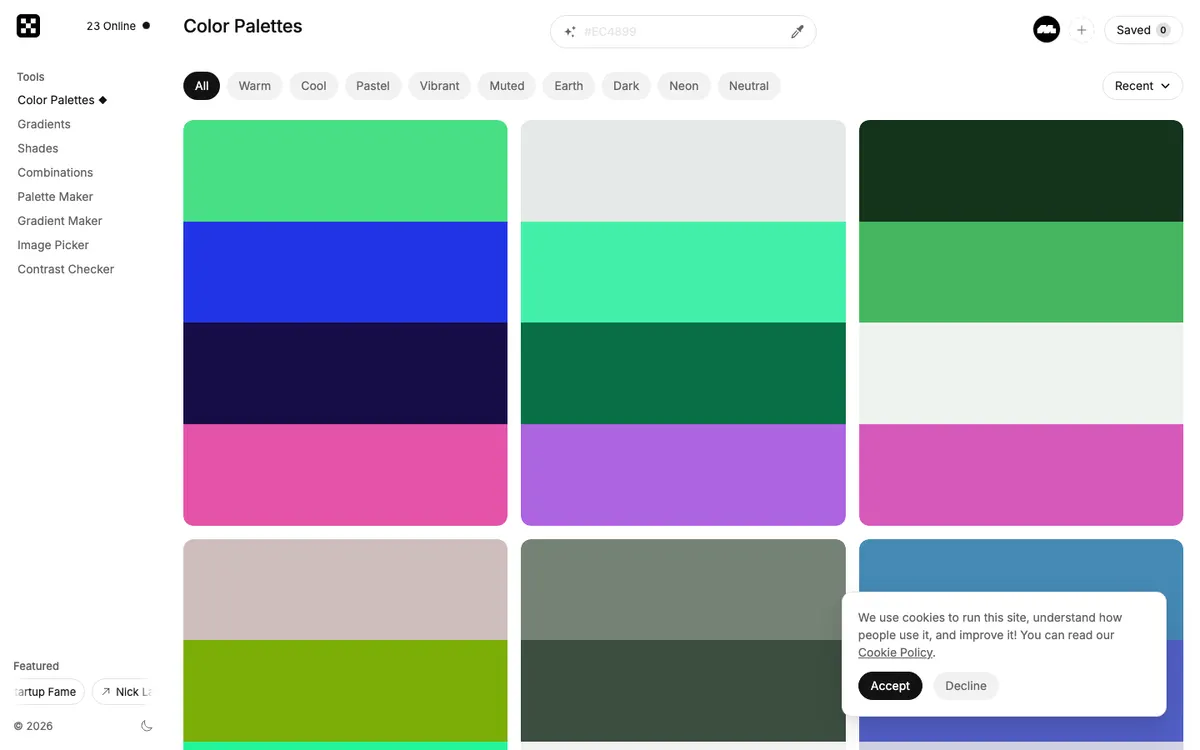 23 Online
Color Palettes
#EC4899
Saved 0
Tools
Color Palettes
Gradients
Shades
Combinations
Palette Maker
Gradient Maker
Image Picker
Contrast Checker
All
Warm
Cool
Pastel
Vibrant
Muted
Earth
Dark
Neon
Neutral
Recent
We use cookies to run this site, understand how
people use it, and improve it! You can read our
Cookie Policy.
Accept
Decline
Featured
artup Fame
Nick
© 2026